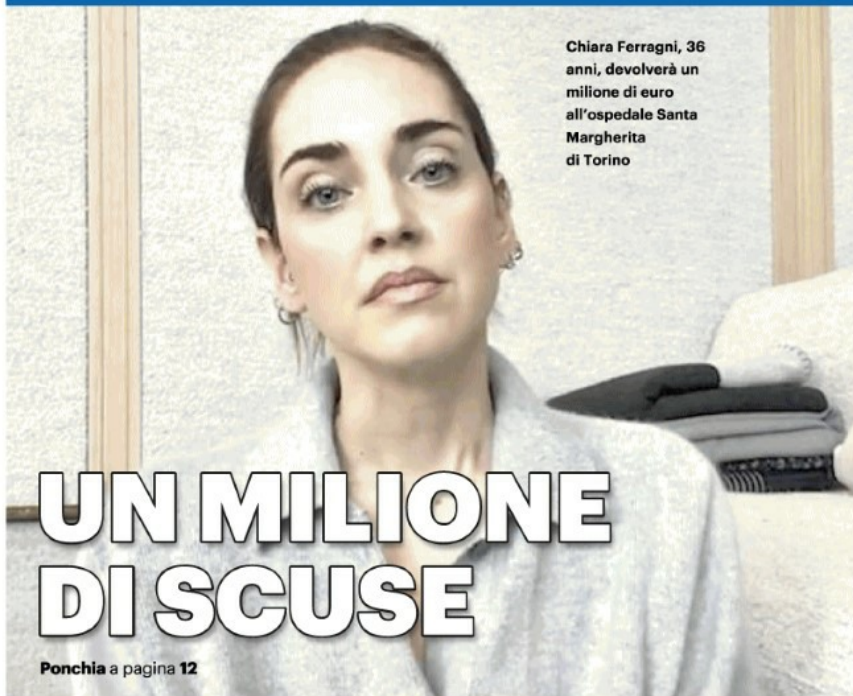 Chiara Ferragni, 36
anni, devolverà un
milione di euro
all'ospedale Santa
Margherita
di Torino
UN MILIONE
DI SCUSE
Ponchia a pagina 12